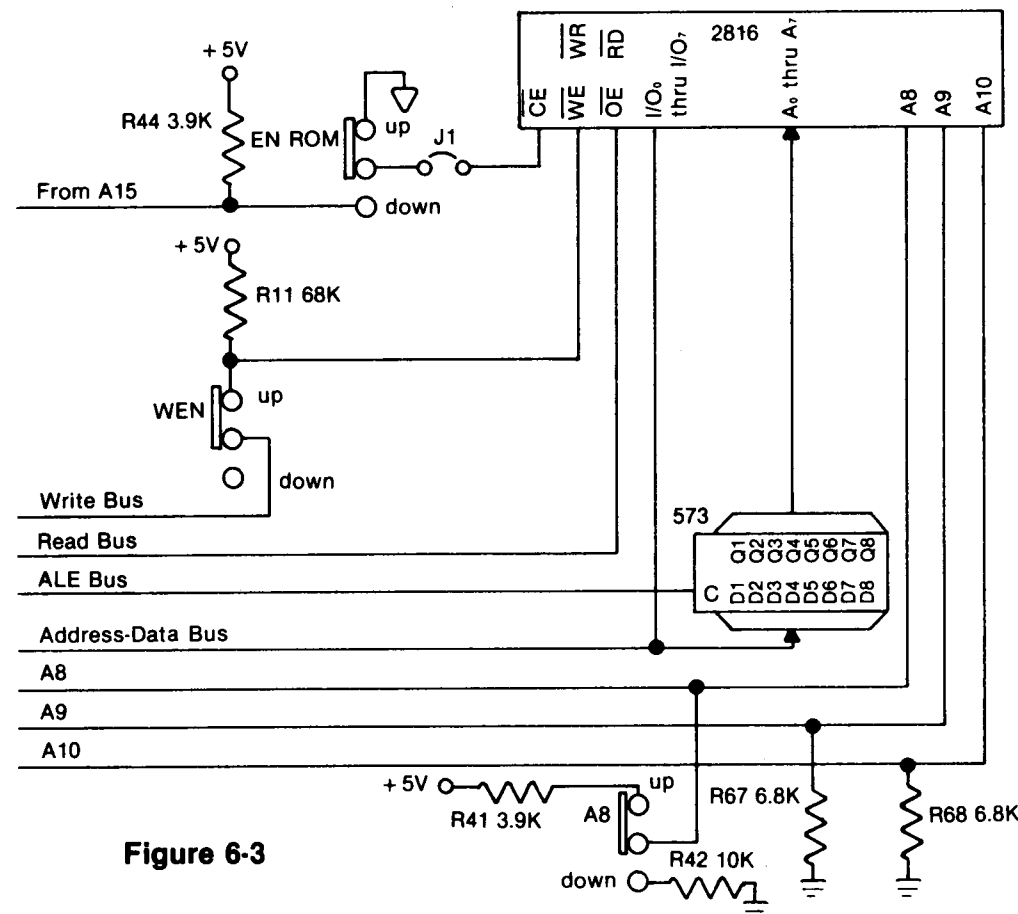 + 5V
R44 3.9K
EN ROM
up
J1
down
From A15
2816
CE
WR
WE
RD
OE
I/O₀
thru I/O₇
A₀ thru A₇
A8
A9
A10
+ 5V
R11 68K
WEN
up
down
Write Bus
Read Bus
ALE Bus
Address-Data Bus
A8
A9
A10
573
C
Q1 Q2 Q3 Q4 Q5 Q6 Q7 Q8
D1 D2 D3 D4 D5 D6 D7 D8
+ 5V
R41 3.9K
up
A8
down
R42 10K
R67 6.8K
R68 6.8K
Figure 6-3